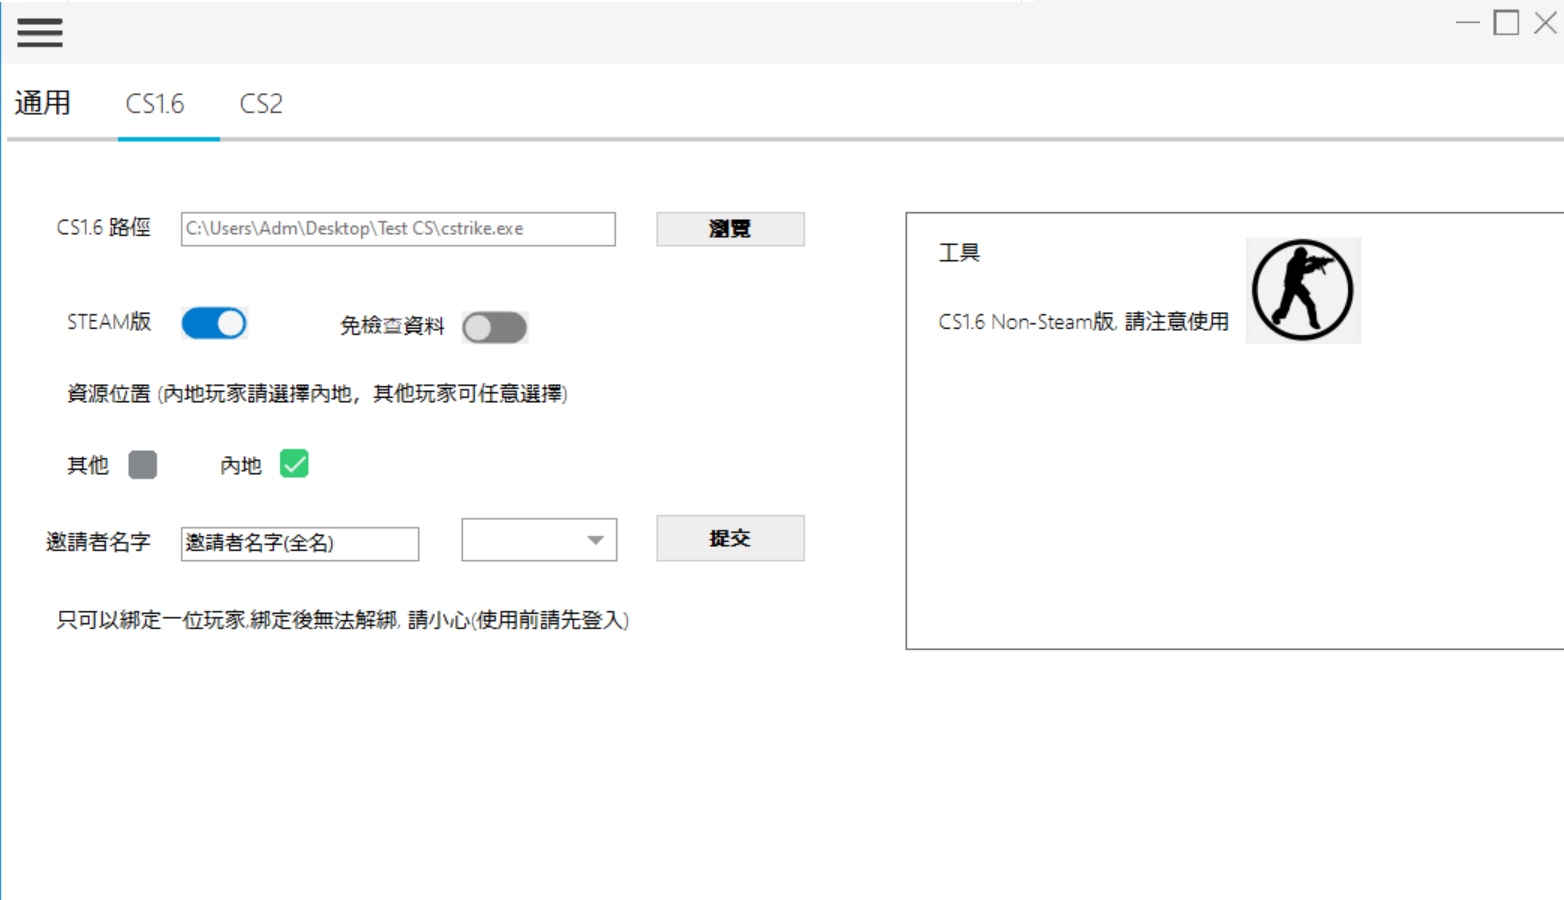 通用 CS1.6 CS2
CS1.6 路徑 C:\Users\Adm\Desktop\Test CS\cstrike.exe 瀏覽
STEAM版 免檢查資料
資源位置 (內地玩家請選擇內地，其他玩家可任意選擇)
其他 內地
邀請者名字 邀請者名字(全名) 提交
只可以綁定一位玩家,綁定後無法解綁, 請小心(使用前請先登入)
工具
CS1.6 Non-Steam版, 請注意使用